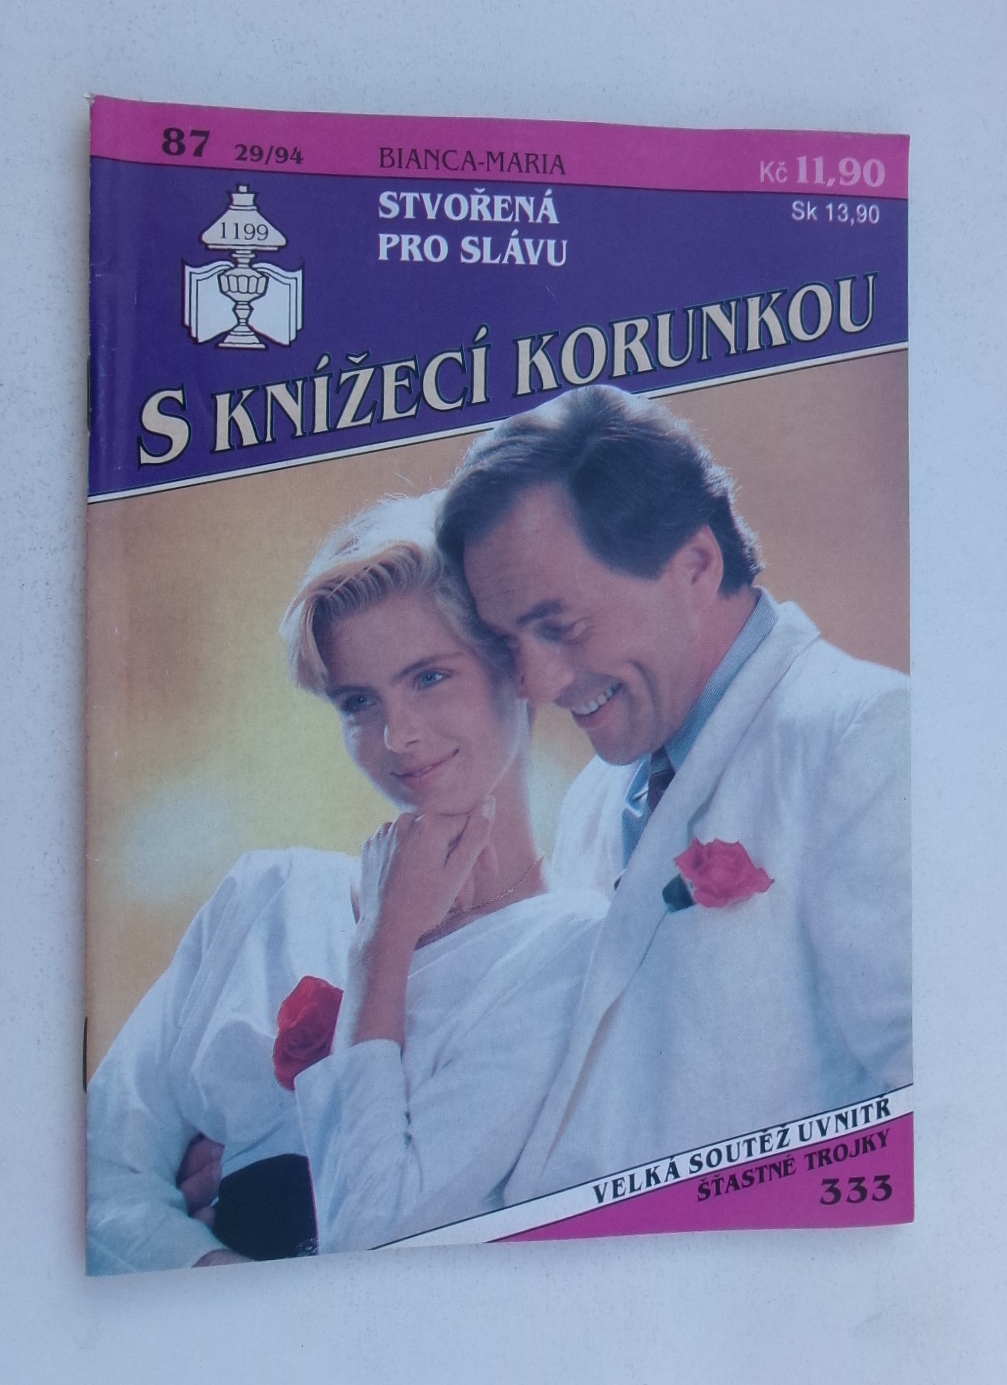 87 29/94 BIANCA-MARIA Kč 11,90
STVOŘENÁ Sk 13,90
1199
PRO SLÁVU
S KNÍŽECÍ KORUNKOU
VELKÁ SOUTĚŽ UVNITŘ
ŠŤASTNÉ TROJKY
333